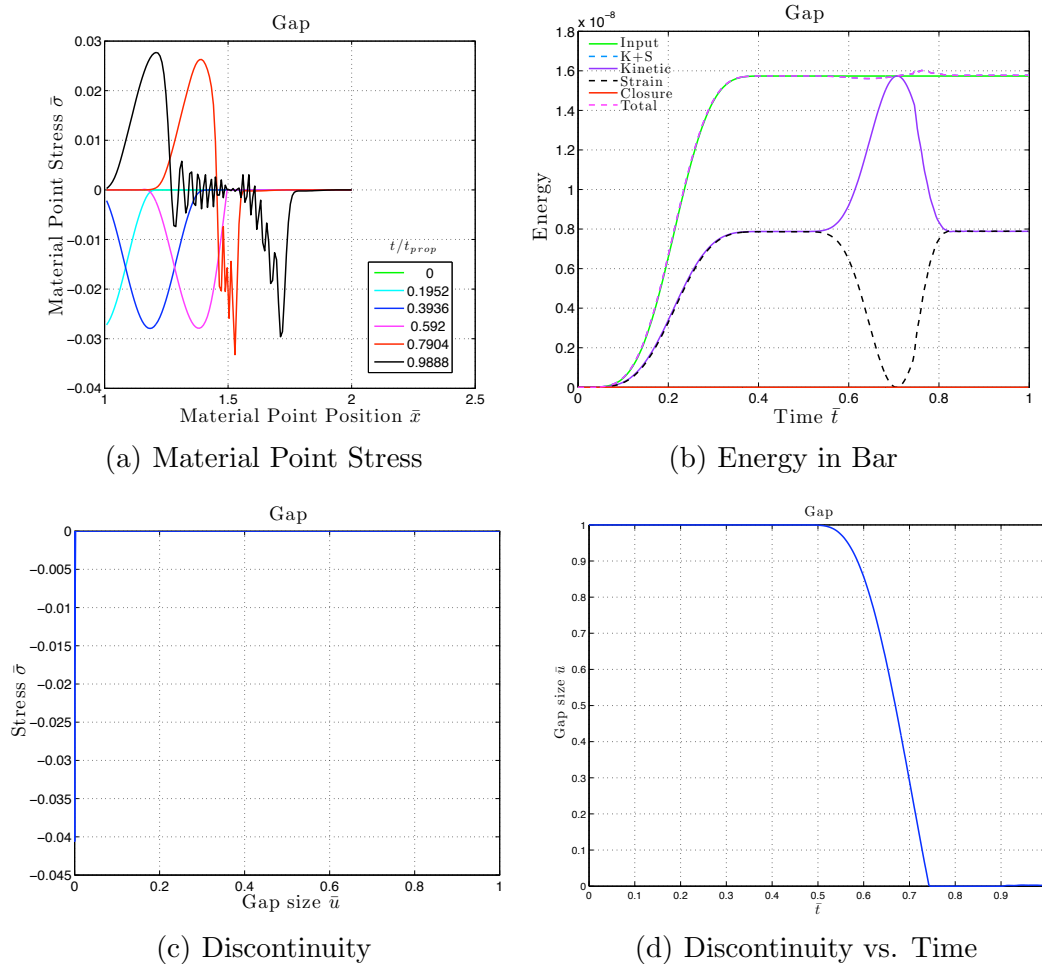 Gap
0.03
0.02
0.01
0
−0.01
−0.02
−0.03
−0.04
Material Point Stress σ̄
1
1.5
2
2.5
Material Point Position x̄
t/t_prop
0
0.1952
0.3936
0.592
0.7904
0.9888
(a) Material Point Stress
Gap
x 10⁻⁸
1.8
1.6
1.4
1.2
1
0.8
0.6
0.4
0.2
0
Energy
Input
K+S
Kinetic
Strain
Closure
Total
0
0.2
0.4
0.6
0.8
1
Time t̄
(b) Energy in Bar
Gap
0
−0.005
−0.01
−0.015
−0.02
−0.025
−0.03
−0.035
−0.04
−0.045
Stress σ̄
0
0.2
0.4
0.6
0.8
1
Gap size ū
(c) Discontinuity
Gap
1
0.9
0.8
0.7
0.6
0.5
0.4
0.3
0.2
0.1
0
Gap size ū
0
0.1
0.2
0.3
0.4
0.5
0.6
0.7
0.8
0.9
t̄
(d) Discontinuity vs. Time